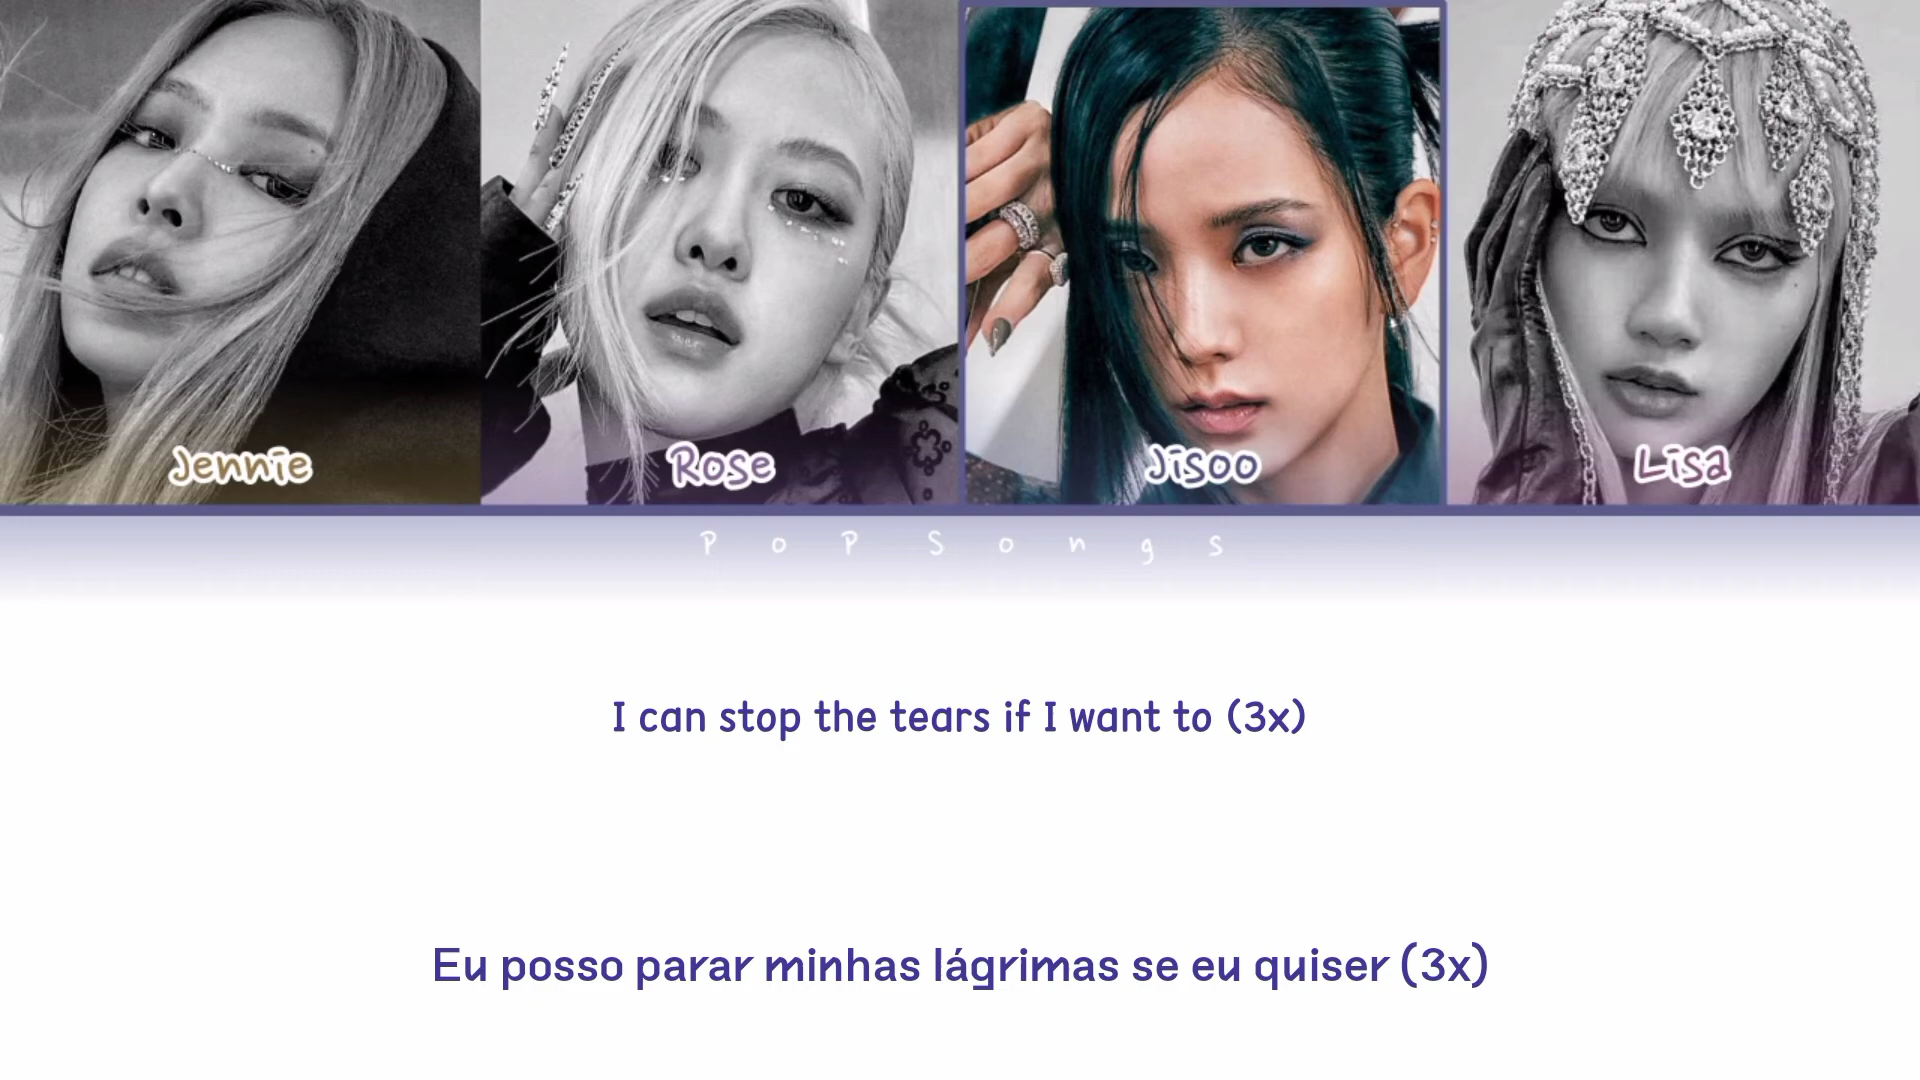 Jennie
Rose
Jisoo
Lisa
P o P S o n g s
I can stop the tears if I want to (3x)
Eu posso parar minhas lágrimas se eu quiser (3x)